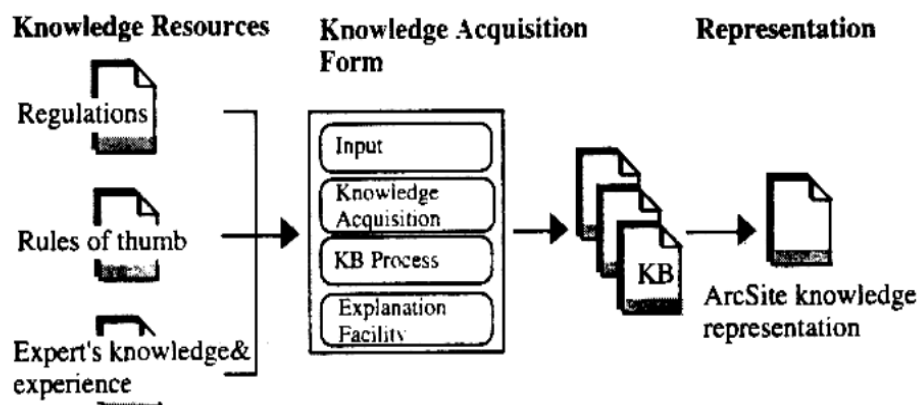 Knowledge Resources
Knowledge Acquisition
Form
Representation
Regulations
Rules of thumb
Expert's knowledge&
experience
Input
Knowledge
Acquisition
KB Process
Explanation
Facility
KB
ArcSite knowledge
representation